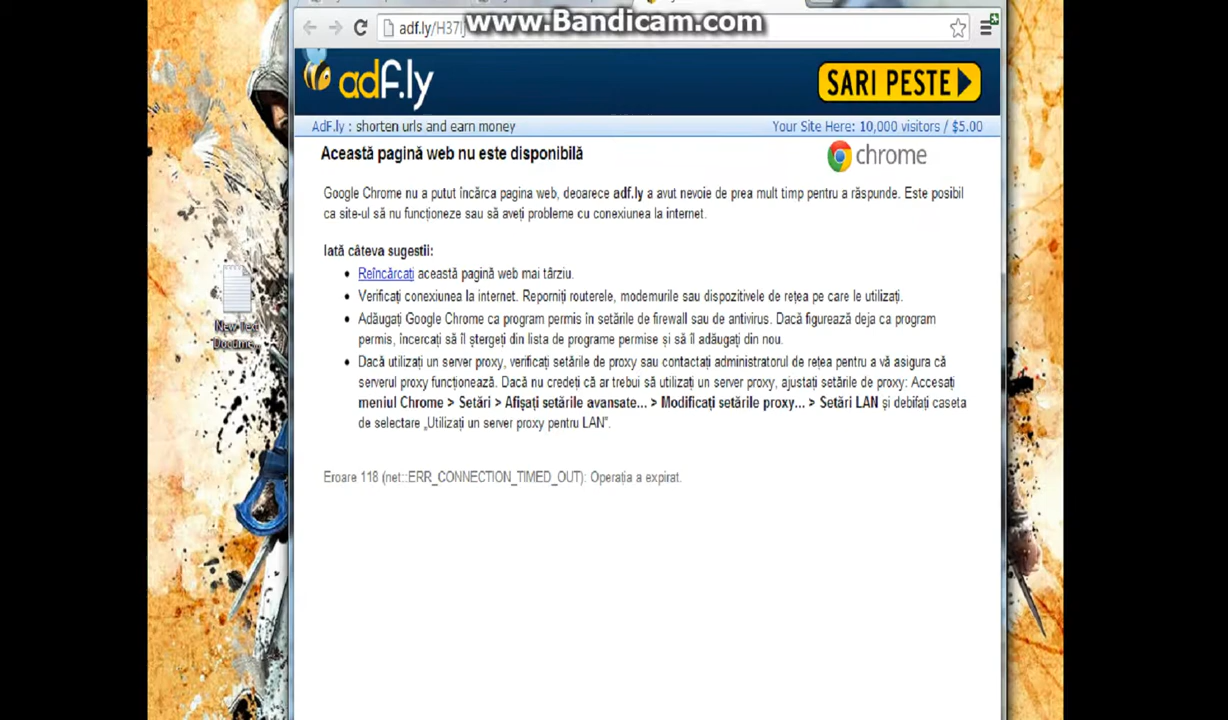 www.Bandicam.com
adf.ly/H37
adf.ly
SARI PESTE
AdF.ly : shorten urls and earn money
Your Site Here: 10,000 visitors / $5.00
Această pagină web nu este disponibilă
chrome
Google Chrome nu a putut încărca pagina web, deoarece adf.ly a avut nevoie de prea mult timp pentru a răspunde. Este posibil
ca site-ul să nu funcționeze sau să aveți probleme cu conexiunea la internet.
Iată câteva sugestii:
Reîncărcați această pagină web mai târziu.
Verificați conexiunea la internet. Reporniți routerele, modemurile sau dispozitivele de rețea pe care le utilizați.
Adăugați Google Chrome ca program permis în setările de firewall sau de antivirus. Dacă figurează deja ca program
permis, încercați să îl ștergeți din lista de programe permise și să îl adăugați din nou.
Dacă utilizați un server proxy, verificați setările de proxy sau contactați administratorul de rețea pentru a vă asigura că
serverul proxy funcționează. Dacă nu credeți că ar trebui să utilizați un server proxy, ajustați setările de proxy: Accesați
meniul Chrome > Setări > Afișați setările avansate... > Modificați setările proxy... > Setări LAN și debifați caseta
de selectare „Utilizați un server proxy pentru LAN”.
Eroare 118 (net::ERR_CONNECTION_TIMED_OUT): Operația a expirat.
New Text
Docume...